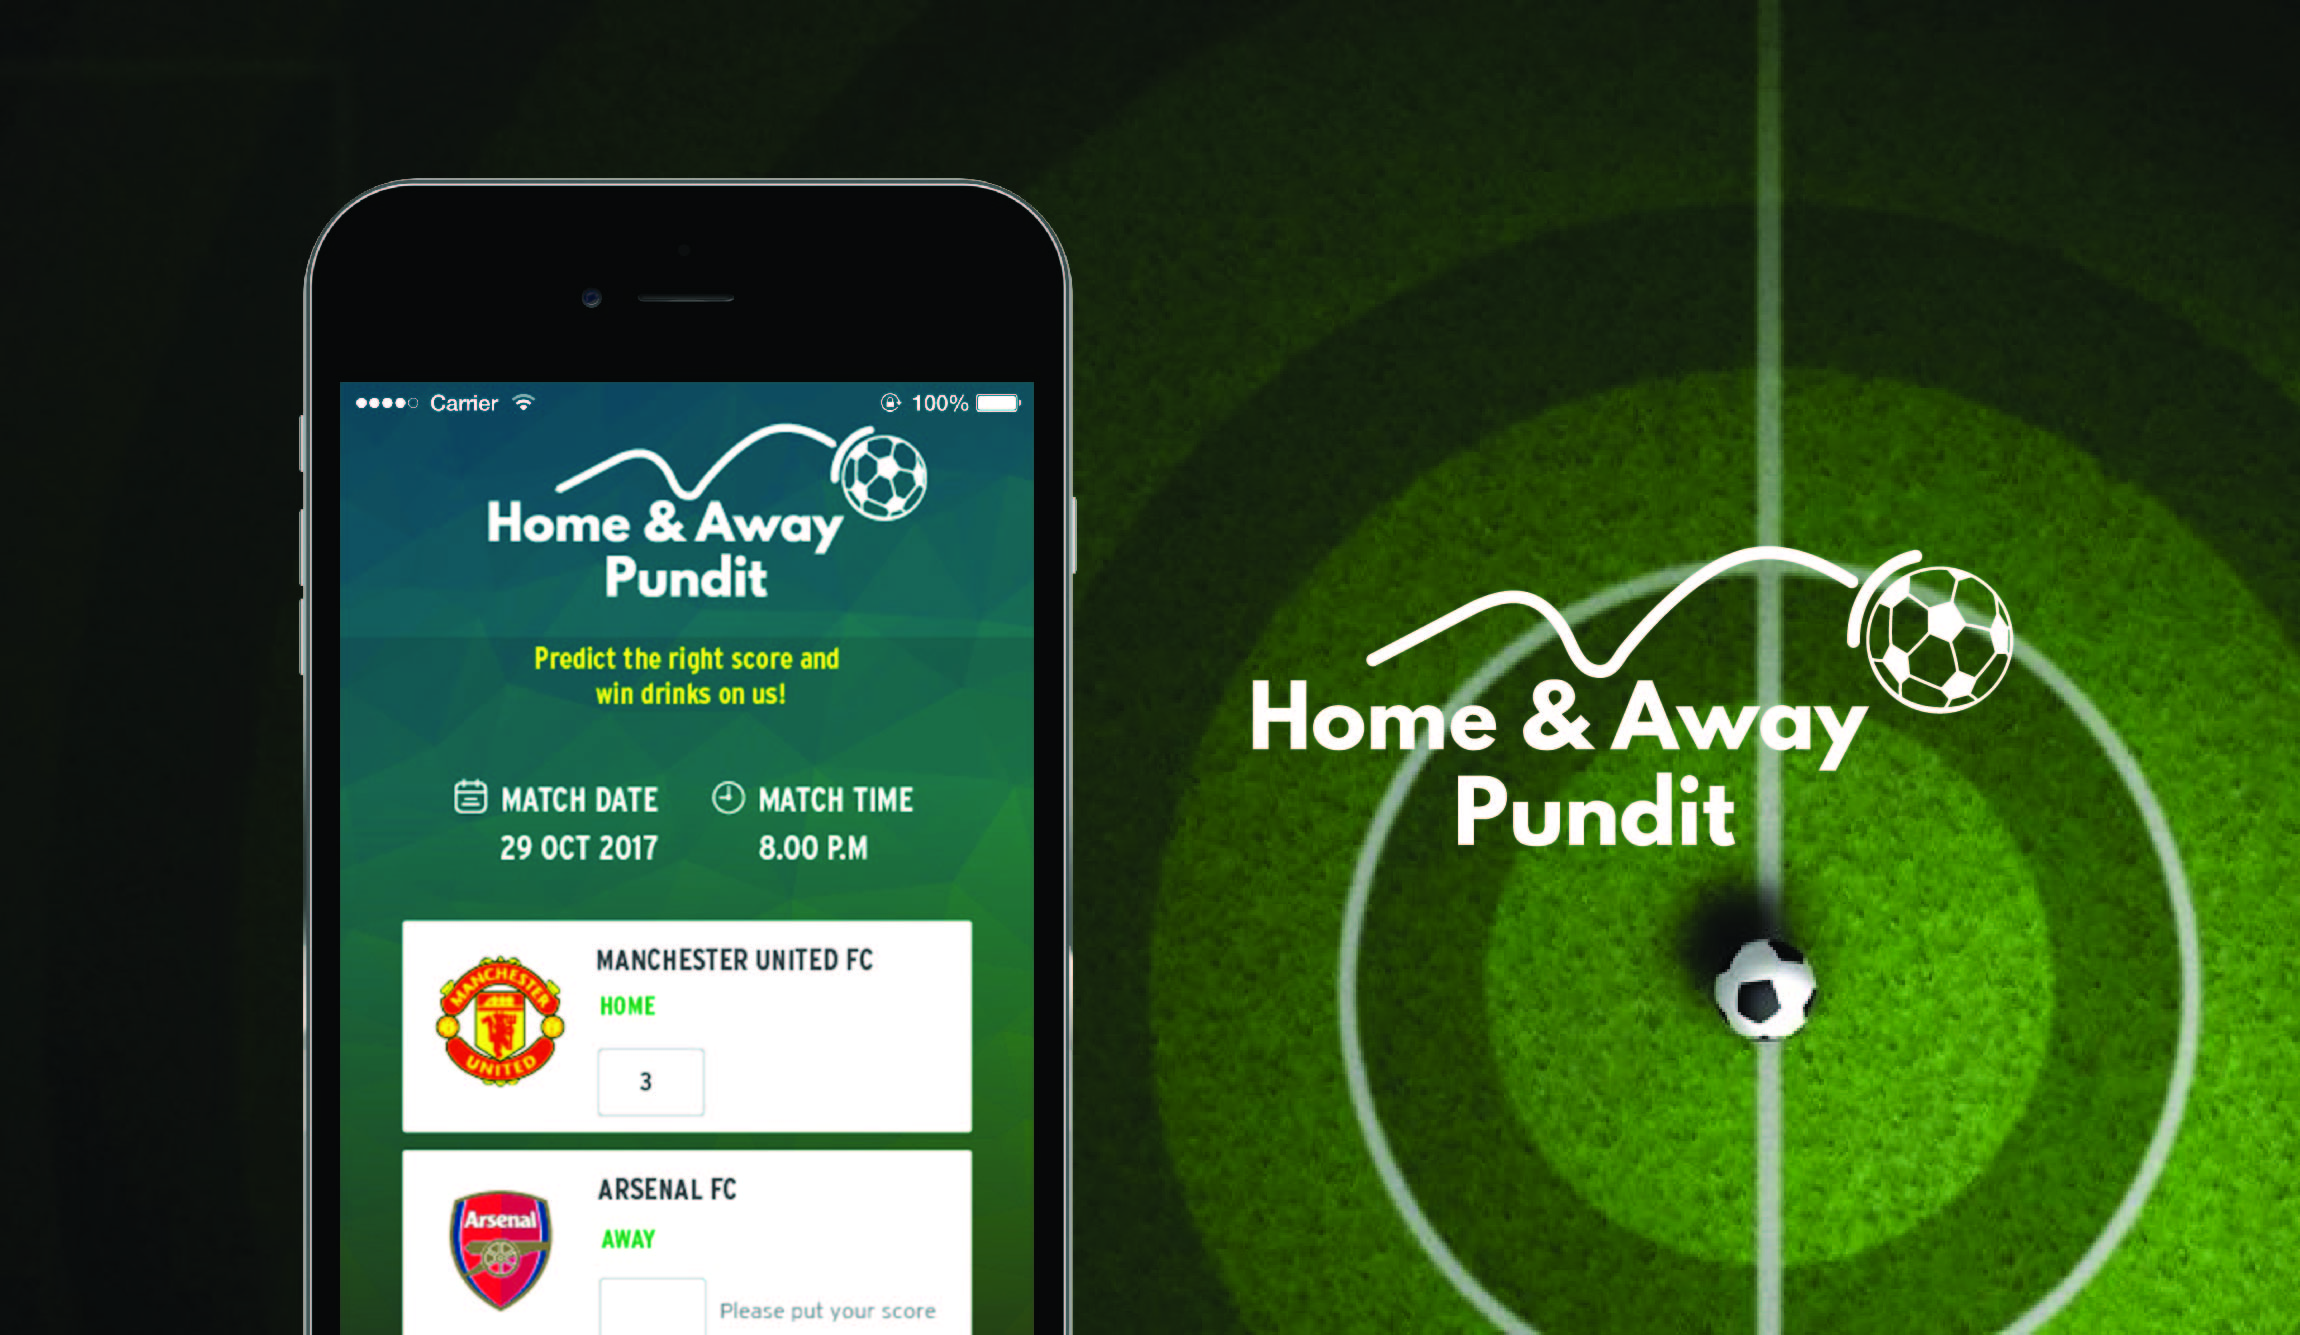 Carrier
100%
Home & Away
Pundit
Predict the right score and
win drinks on us!
MATCH DATE
29 OCT 2017
MATCH TIME
8.00 P.M
MANCHESTER UNITED FC
HOME
MANCHESTER
UNITED
3
ARSENAL FC
Arsenal
AWAY
Please put your score
Home & Away
Pundit